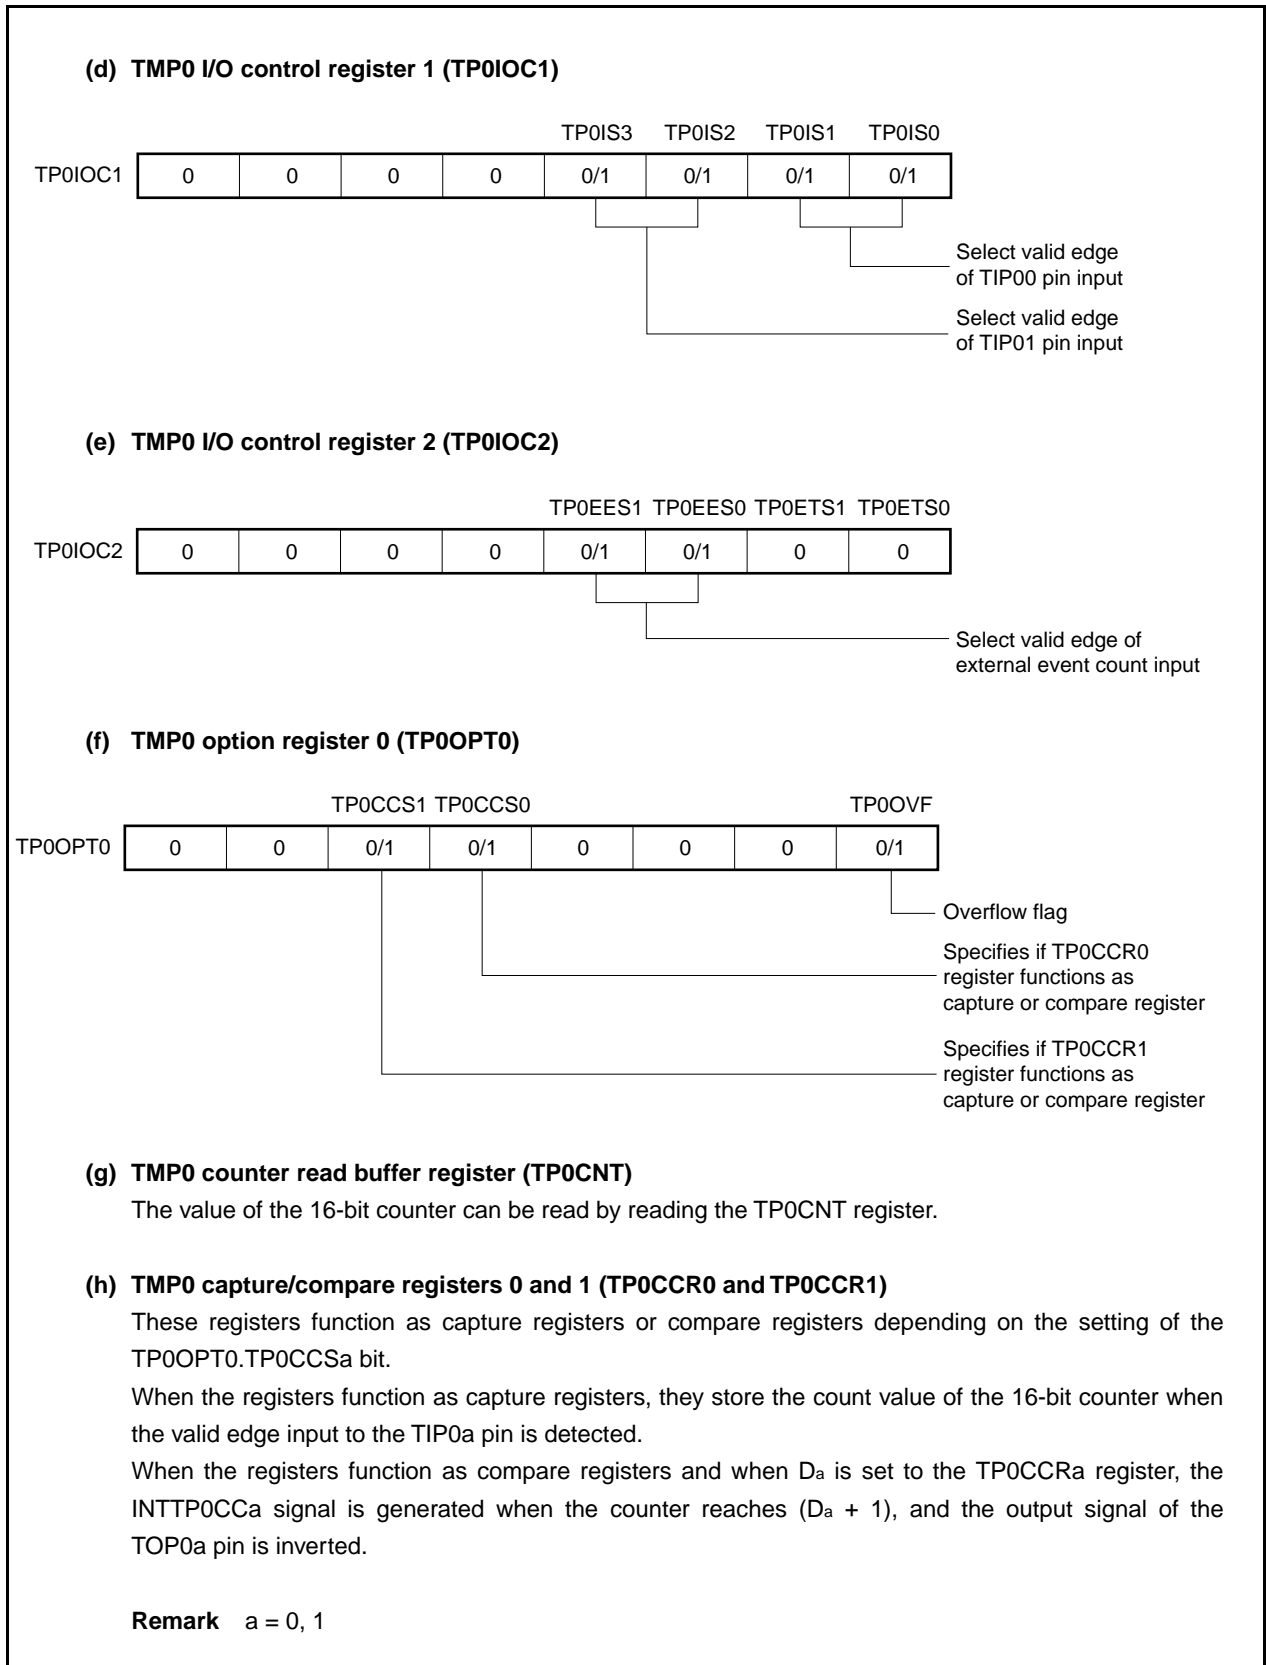 (d) TMP0 I/O control register 1 (TP0IOC1)
TP0IS3 TP0IS2 TP0IS1 TP0IS0
TP0IOC1 0 0 0 0 0/1 0/1 0/1 0/1
Select valid edge
of TIP00 pin input
Select valid edge
of TIP01 pin input
(e) TMP0 I/O control register 2 (TP0IOC2)
TP0EES1 TP0EES0 TP0ETS1 TP0ETS0
TP0IOC2 0 0 0 0 0/1 0/1 0 0
Select valid edge of
external event count input
(f) TMP0 option register 0 (TP0OPT0)
TP0CCS1 TP0CCS0 TP0OVF
TP0OPT0 0 0 0/1 0/1 0 0 0 0/1
Overflow flag
Specifies if TP0CCR0
register functions as
capture or compare register
Specifies if TP0CCR1
register functions as
capture or compare register
(g) TMP0 counter read buffer register (TP0CNT)
The value of the 16-bit counter can be read by reading the TP0CNT register.
(h) TMP0 capture/compare registers 0 and 1 (TP0CCR0 and TP0CCR1)
These registers function as capture registers or compare registers depending on the setting of the
TP0OPT0.TP0CCSa bit.
When the registers function as capture registers, they store the count value of the 16-bit counter when
the valid edge input to the TIP0a pin is detected.
When the registers function as compare registers and when Da is set to the TP0CCRa register, the
INTTP0CCa signal is generated when the counter reaches (Da + 1), and the output signal of the
TOP0a pin is inverted.
Remark a = 0, 1